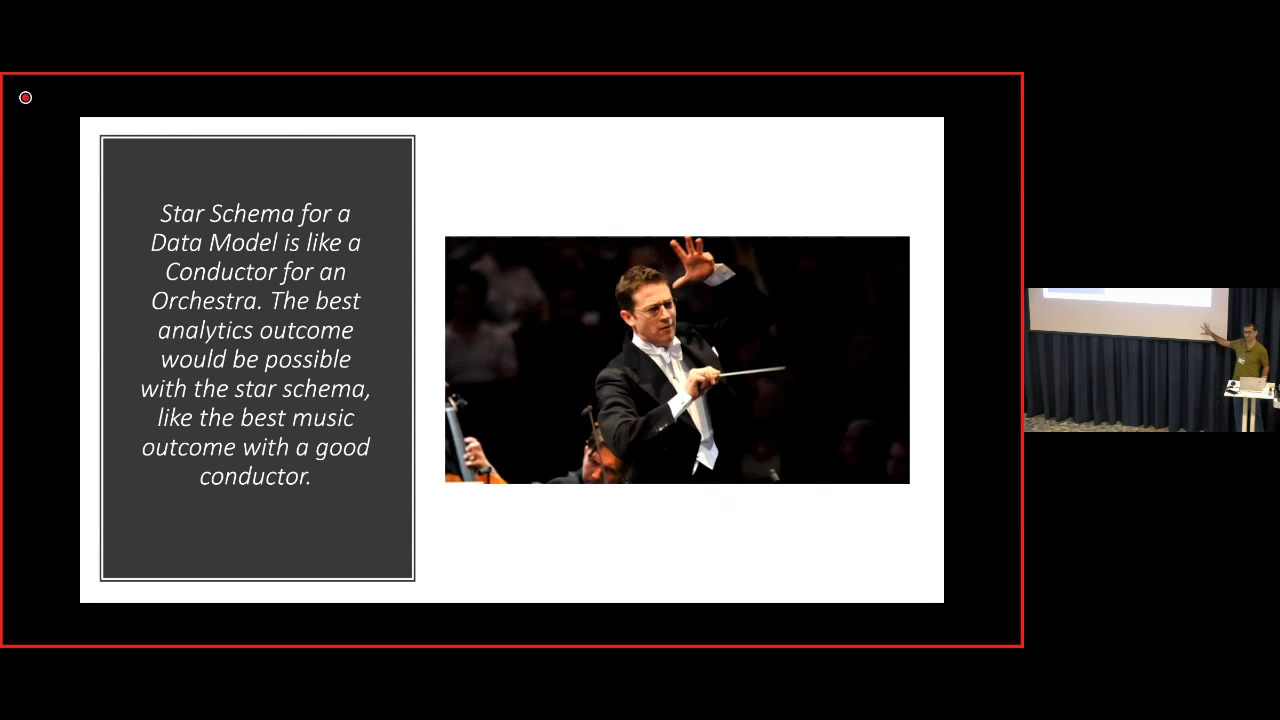 Star Schema for a
Data Model is like a
Conductor for an
Orchestra. The best
analytics outcome
would be possible
with the star schema,
like the best music
outcome with a good
conductor.